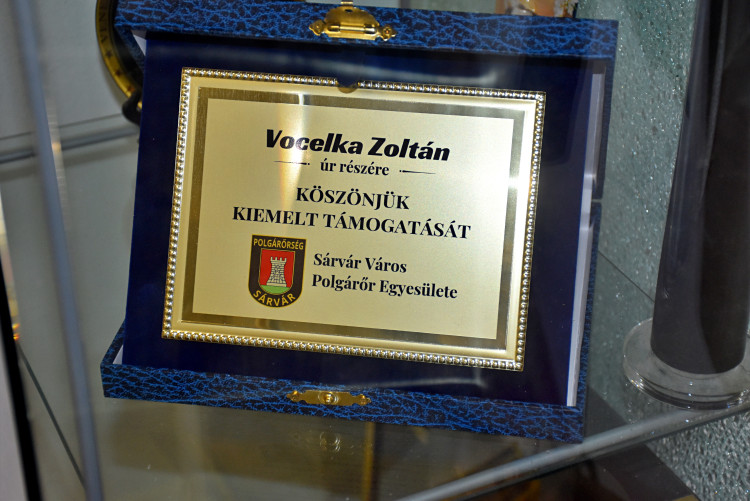 Vocelka Zoltán
úr részére
KÖSZÖNJÜK
KIEMELT TÁMOGATÁSÁT
POLGÁRŐRSÉG
SÁRVÁR
Sárvár Város
Polgárőr Egyesülete